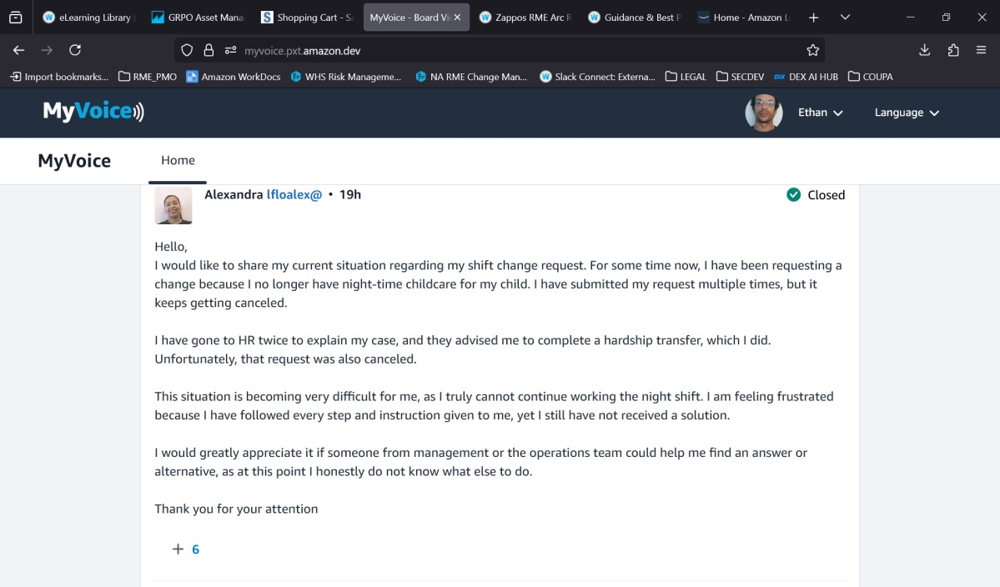 eLearning Library
GRPO Asset Mana
Shopping Cart - S
MyVoice - Board Vi
Zappos RME Arc F
Guidance & Best P
Home - Amazon L
myvoice.pxt.amazon.dev
Import bookmarks...
RME_PMO
Amazon WorkDocs
WHS Risk Manageme...
NA RME Change Man...
Slack Connect: Externa...
LEGAL
SECDEV
DEX AI HUB
COUPA
MyVoice
Ethan
Language
MyVoice
Home
Alexandra lfloalex@ • 19h
Closed
Hello,
I would like to share my current situation regarding my shift change request. For some time now, I have been requesting a
change because I no longer have night-time childcare for my child. I have submitted my request multiple times, but it
keeps getting canceled.
I have gone to HR twice to explain my case, and they advised me to complete a hardship transfer, which I did.
Unfortunately, that request was also canceled.
This situation is becoming very difficult for me, as I truly cannot continue working the night shift. I am feeling frustrated
because I have followed every step and instruction given to me, yet I still have not received a solution.
I would greatly appreciate it if someone from management or the operations team could help me find an answer or
alternative, as at this point I honestly do not know what else to do.
Thank you for your attention
+ 6